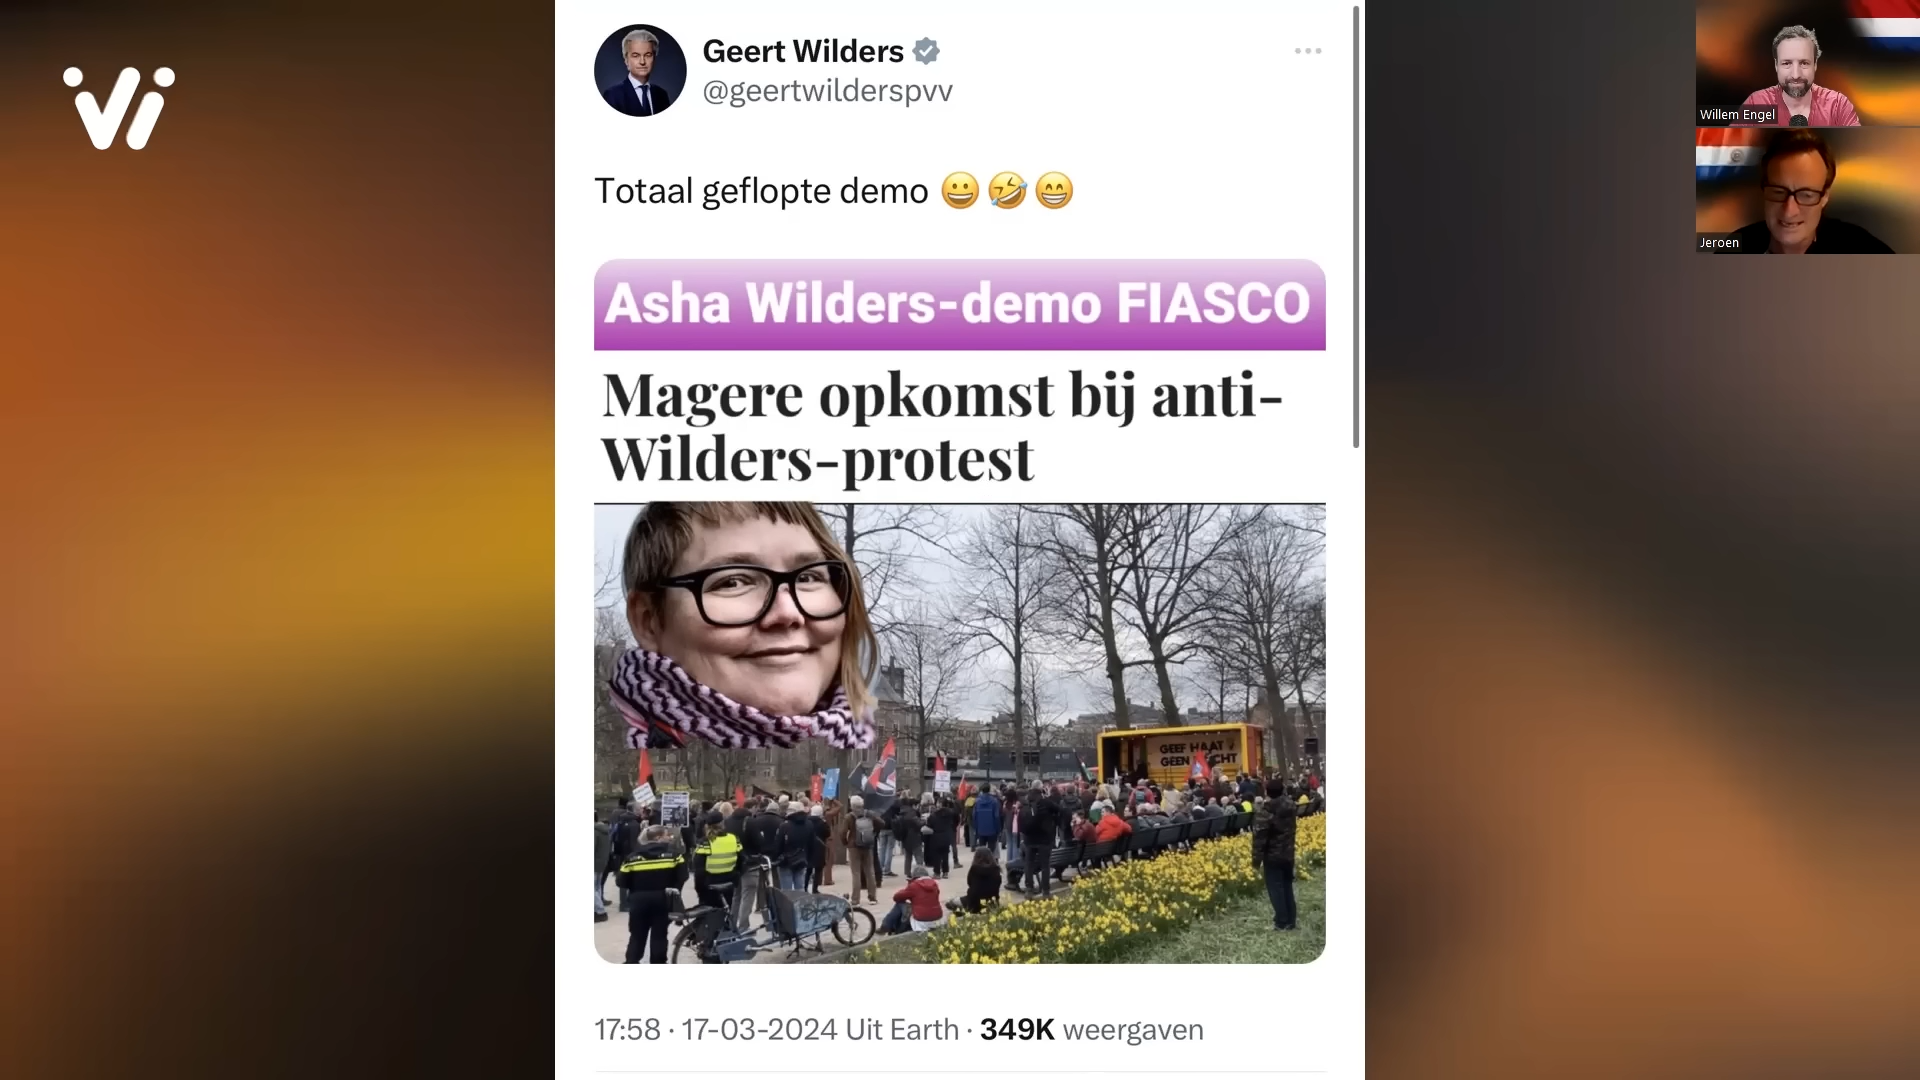 Vi
Geert Wilders
@geertwilderspvv
Totaal geflopte demo 😀🤣😁
Asha Wilders-demo FIASCO
Magere opkomst bij anti-
Wilders-protest
GEEF HAAT
GEEN
17:58 · 17-03-2024 Uit Earth · 349K weergaven
Willem Engel
Jeroen